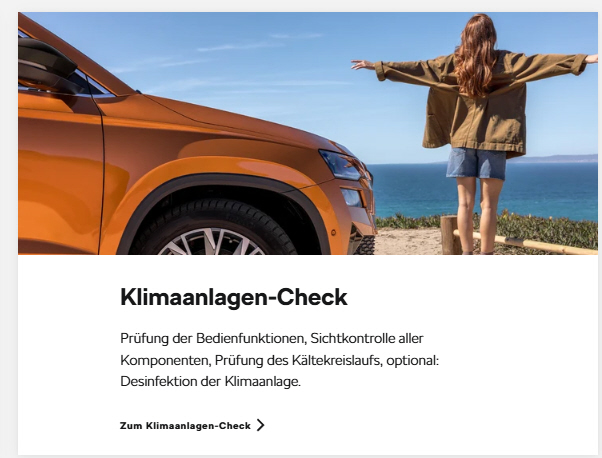 Klimaanlagen-Check
Prüfung der Bedienfunktionen, Sichtkontrolle aller
Komponenten, Prüfung des Kältekreislaufs, optional:
Desinfektion der Klimaanlage.
Zum Klimaanlagen-Check